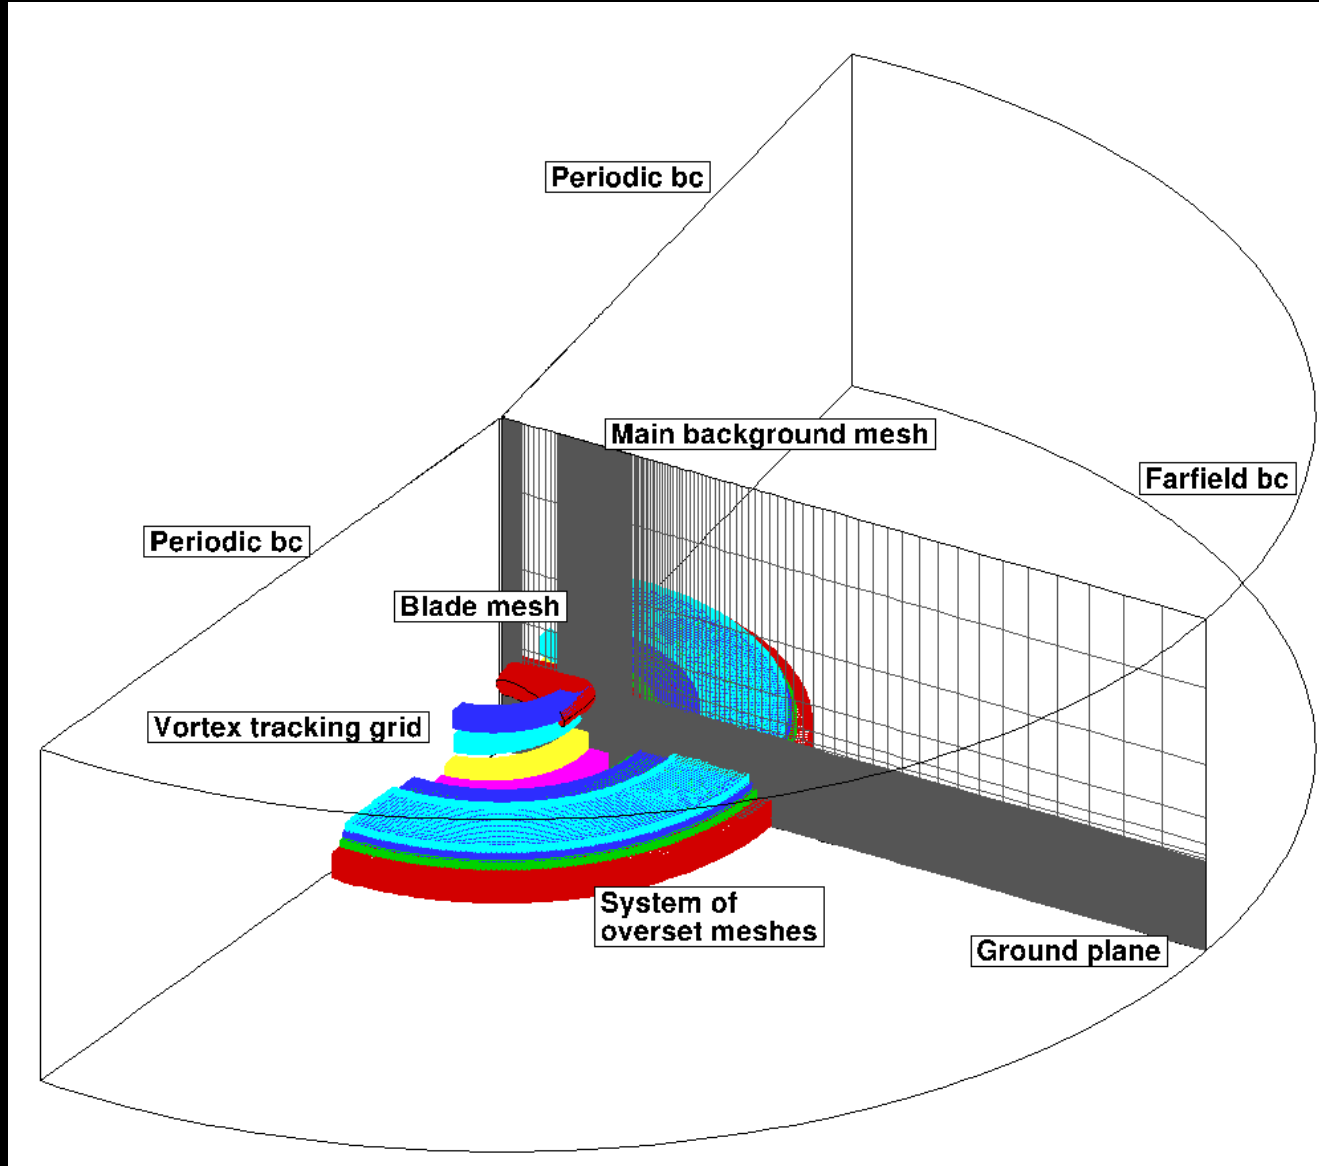 Periodic bc
Main background mesh
Farfield bc
Periodic bc
Blade mesh
Vortex tracking grid
System of
overset meshes
Ground plane